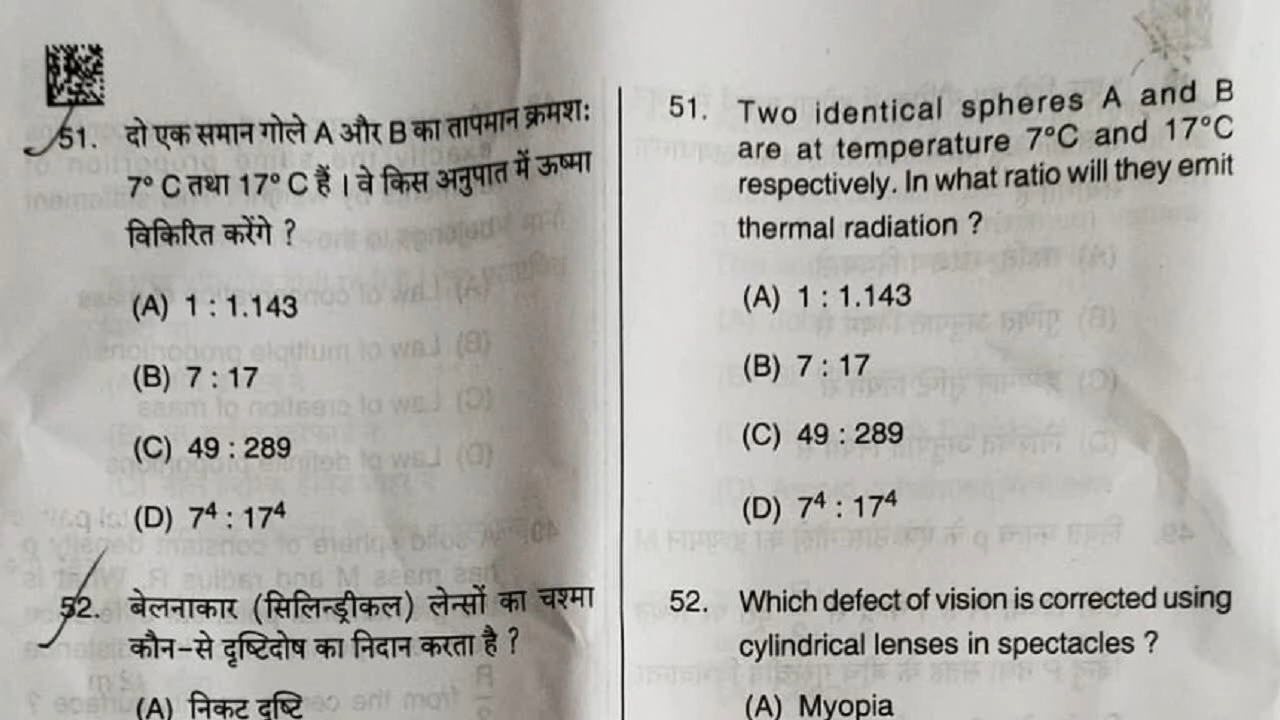 51. दो एक समान गोले A और B का तापमान क्रमश:
7° C तथा 17° C हैं । वे किस अनुपात में ऊष्मा
विकिरित करेंगे ?
(A) 1 : 1.143
(B) 7 : 17
(C) 49 : 289
(D) 7⁴ : 17⁴
52. बेलनाकार (सिलिन्ड्रीकल) लेन्सों का चश्मा
कौन-से दृष्टिदोष का निदान करता है ?
(A) निकट दृष्टि
51. Two identical spheres A and B
are at temperature 7°C and 17°C
respectively. In what ratio will they emit
thermal radiation ?
(A) 1 : 1.143
(B) 7 : 17
(C) 49 : 289
(D) 7⁴ : 17⁴
52. Which defect of vision is corrected using
cylindrical lenses in spectacles ?
(A) Myopia